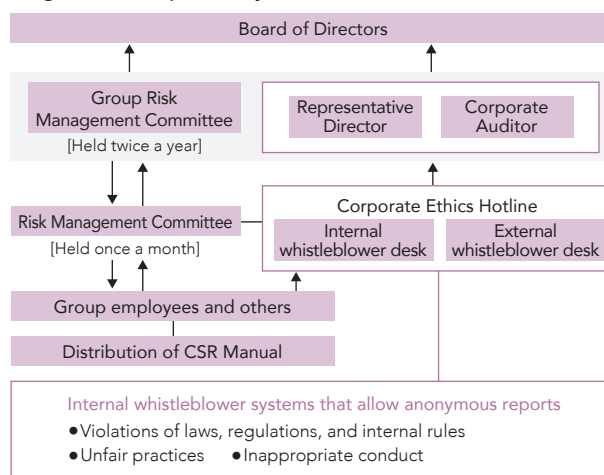 Board of Directors
Group Risk
Management Committee
[Held twice a year]
Representative
Director
Corporate
Auditor
Risk Management Committee
[Held once a month]
Corporate Ethics Hotline
Internal
whistleblower desk
External
whistleblower desk
Group employees and others
Distribution of CSR Manual
Internal whistleblower systems that allow anonymous reports
●Violations of laws, regulations, and internal rules
●Unfair practices ●Inappropriate conduct